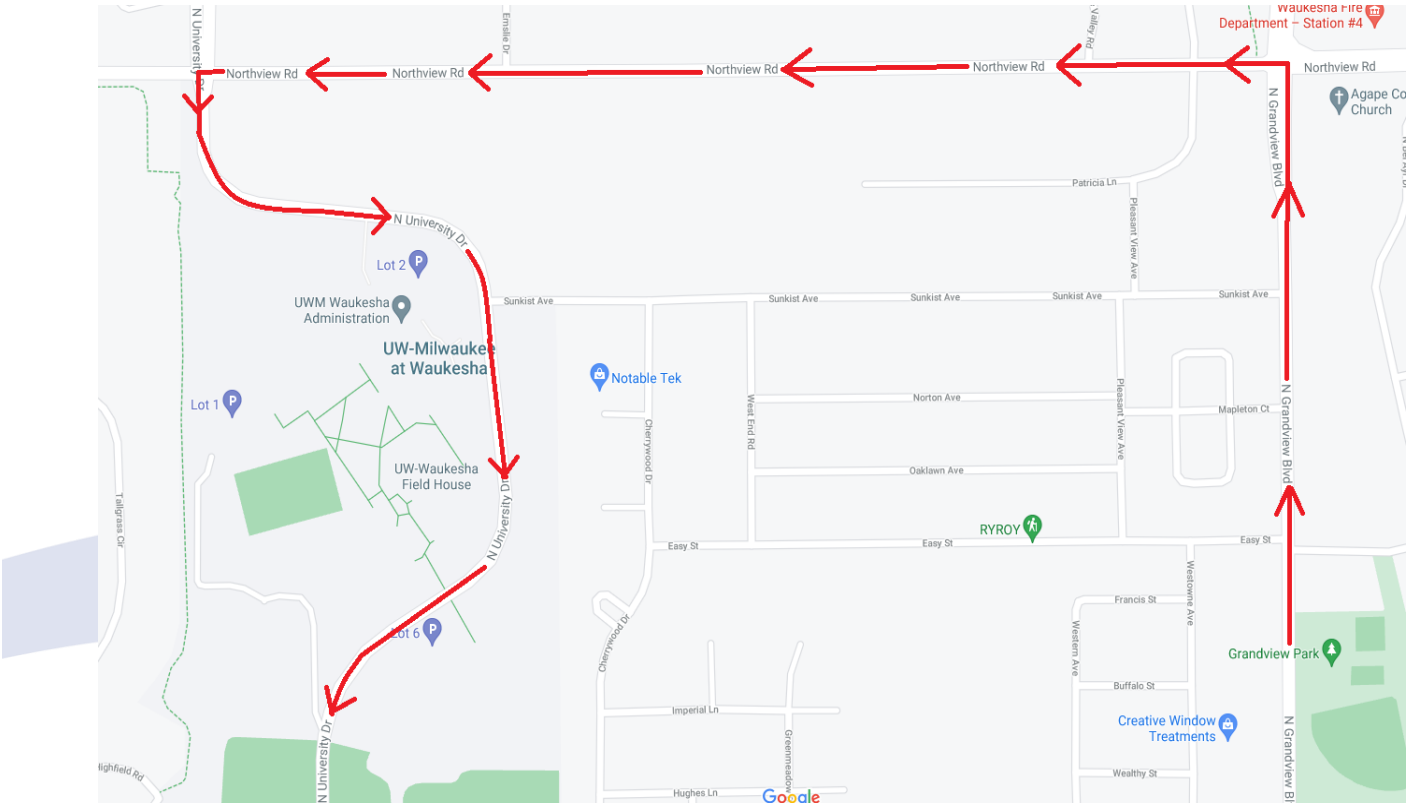 Waukesha Fire
Department – Station #4
N University Dr
Emslie Dr
Valley Rd
Northview Rd
Northview Rd
Northview Rd
Northview Rd
Northview Rd
N Grandview Blvd
Agape Co
Church
Patricia Ln
Pleasant View Ave
N University Dr
Lot 2
UWM Waukesha
Administration
Sunkist Ave
Sunkist Ave
Sunkist Ave
Sunkist Ave
Sunkist Ave
UW-Milwaukee
at Waukesha
Notable Tek
Lot 1
West End Rd
Norton Ave
Pleasant View Ave
Mapleton Ct
N Grandview Blvd
Cherrywood Dr
UW-Waukesha
Field House
Oaklawn Ave
Tallgrass Cir
N University Dr
RYROY
Easy St
Easy St
Easy St
Westowne Ave
Francis St
Cherrywood Dr
Western Ave
Lot 6
Grandview Park
Buffalo St
Imperial Ln
Creative Window
Treatments
N University Dr
Greenmeadow
N Grandview Bl
Highfield Rd
Wealthy St
Hughes Ln
Google